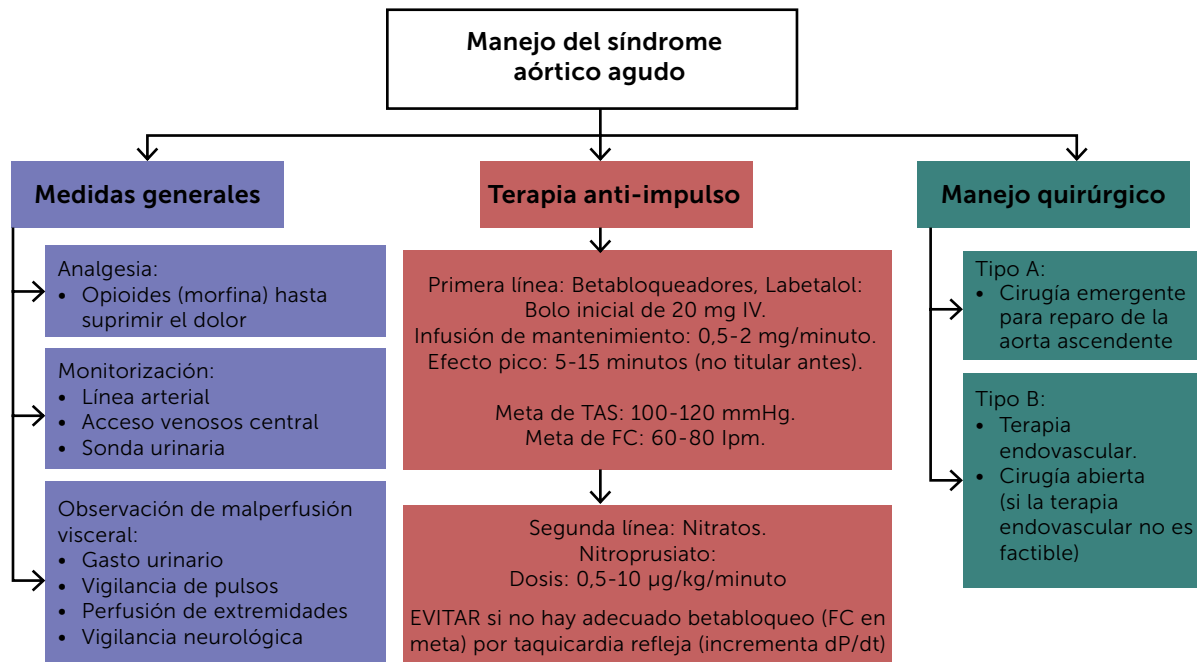 Manejo del síndrome
aórtico agudo
Medidas generales
Analgesia:
• Opioides (morfina) hasta
suprimir el dolor
Monitorización:
• Línea arterial
• Acceso venosos central
• Sonda urinaria
Observación de malperfusión
visceral:
• Gasto urinario
• Vigilancia de pulsos
• Perfusión de extremidades
• Vigilancia neurológica
Terapia anti-impulso
Primera línea: Betabloqueadores, Labetalol:
Bolo inicial de 20 mg IV.
Infusión de mantenimiento: 0,5-2 mg/minuto.
Efecto pico: 5-15 minutos (no titular antes).
Meta de TAS: 100-120 mmHg.
Meta de FC: 60-80 lpm.
Segunda línea: Nitratos.
Nitroprusiato:
Dosis: 0,5-10 µg/kg/minuto
EVITAR si no hay adecuado betabloqueo (FC en
meta) por taquicardia refleja (incrementa dP/dt)
Manejo quirúrgico
Tipo A:
• Cirugía emergente
para reparo de la
aorta ascendente
Tipo B:
• Terapia
endovascular.
• Cirugía abierta
(si la terapia
endovascular no es
factible)